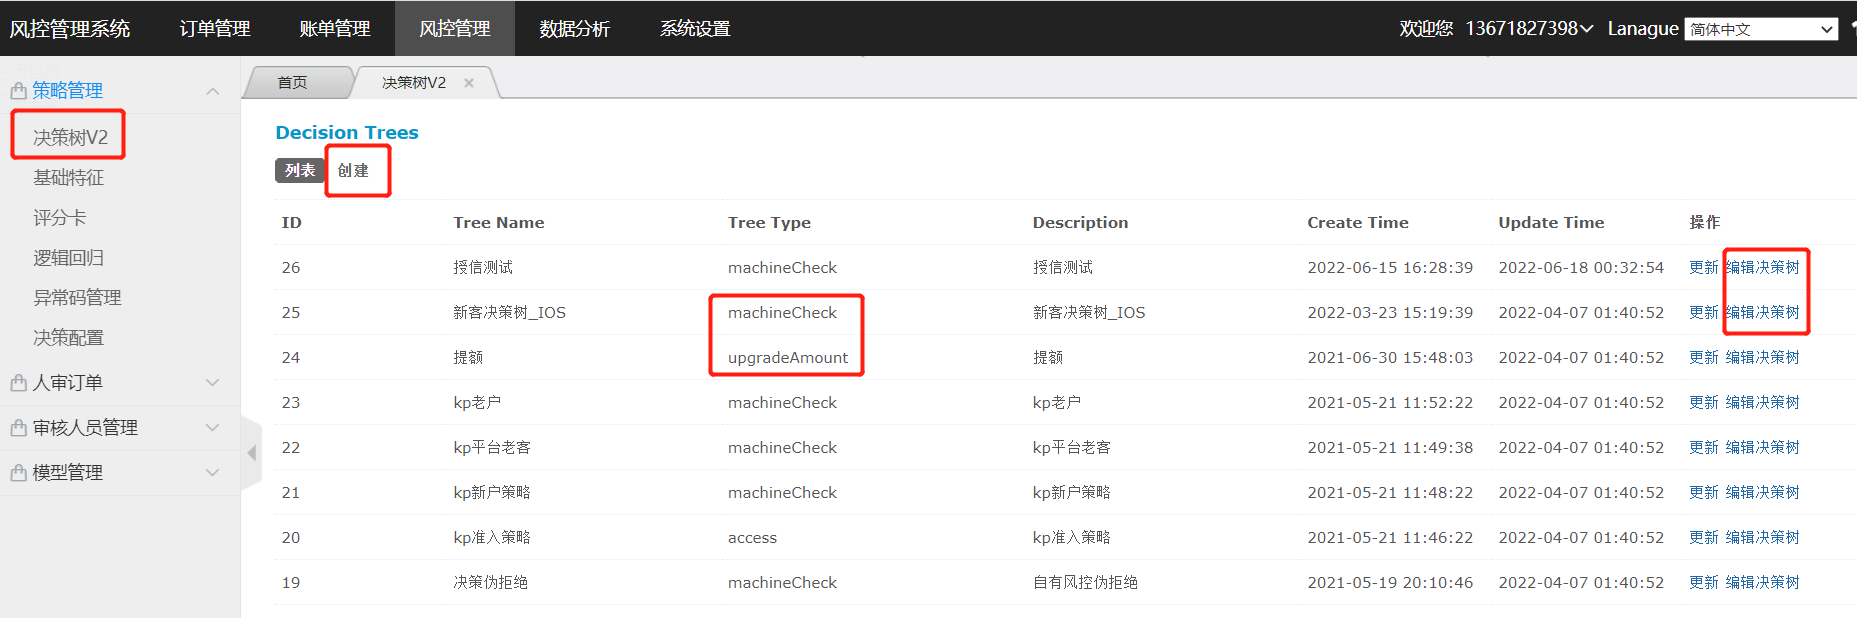 风控管理系统 订单管理 账单管理 风控管理 数据分析 系统设置 欢迎您 13671827398 Lanague 简体中文
策略管理
决策树V2
基础特征
评分卡
逻辑回归
异常码管理
决策配置
人审订单
审核人员管理
模型管理
首页 决策树V2 ×
Decision Trees
列表 创建
ID Tree Name Tree Type Description Create Time Update Time 操作
26 授信测试 machineCheck 授信测试 2022-06-15 16:28:39 2022-06-18 00:32:54 更新 编辑决策树
25 新客决策树_IOS machineCheck 新客决策树_IOS 2022-03-23 15:19:39 2022-04-07 01:40:52 更新 编辑决策树
24 提额 upgradeAmount 提额 2021-06-30 15:48:03 2022-04-07 01:40:52 更新 编辑决策树
23 kp老户 machineCheck kp老户 2021-05-21 11:52:22 2022-04-07 01:40:52 更新 编辑决策树
22 kp平台老客 machineCheck kp平台老客 2021-05-21 11:49:38 2022-04-07 01:40:52 更新 编辑决策树
21 kp新户策略 machineCheck kp新户策略 2021-05-21 11:48:22 2022-04-07 01:40:52 更新 编辑决策树
20 kp准入策略 access kp准入策略 2021-05-21 11:46:22 2022-04-07 01:40:52 更新 编辑决策树
19 决策伪拒绝 machineCheck 自有风控伪拒绝 2021-05-19 20:10:46 2022-04-07 01:40:52 更新 编辑决策树